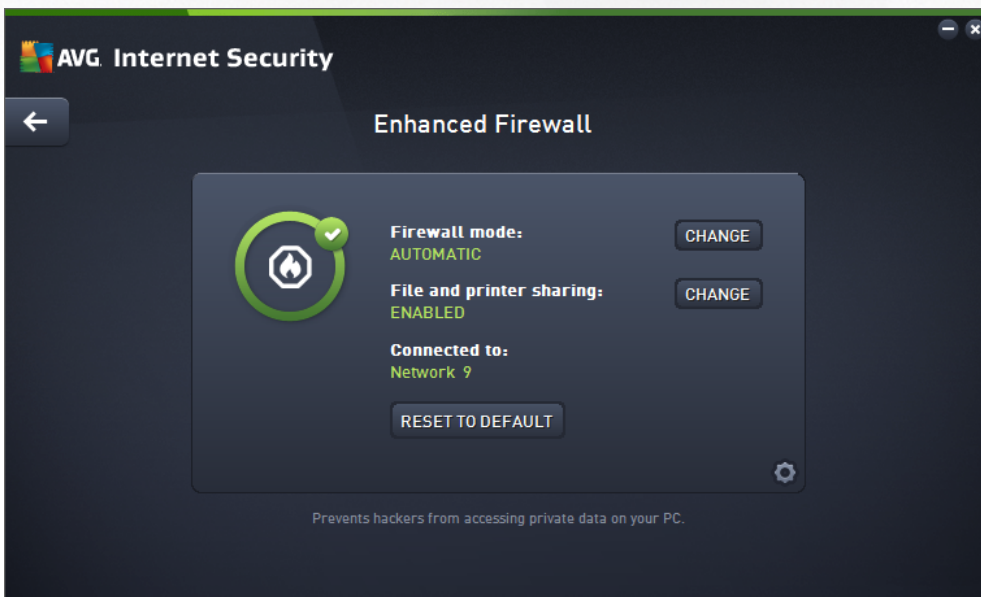 AVG. Internet Security
Enhanced Firewall
Firewall mode:
AUTOMATIC
CHANGE
File and printer sharing:
ENABLED
CHANGE
Connected to:
Network 9
RESET TO DEFAULT
Prevents hackers from accessing private data on your PC.